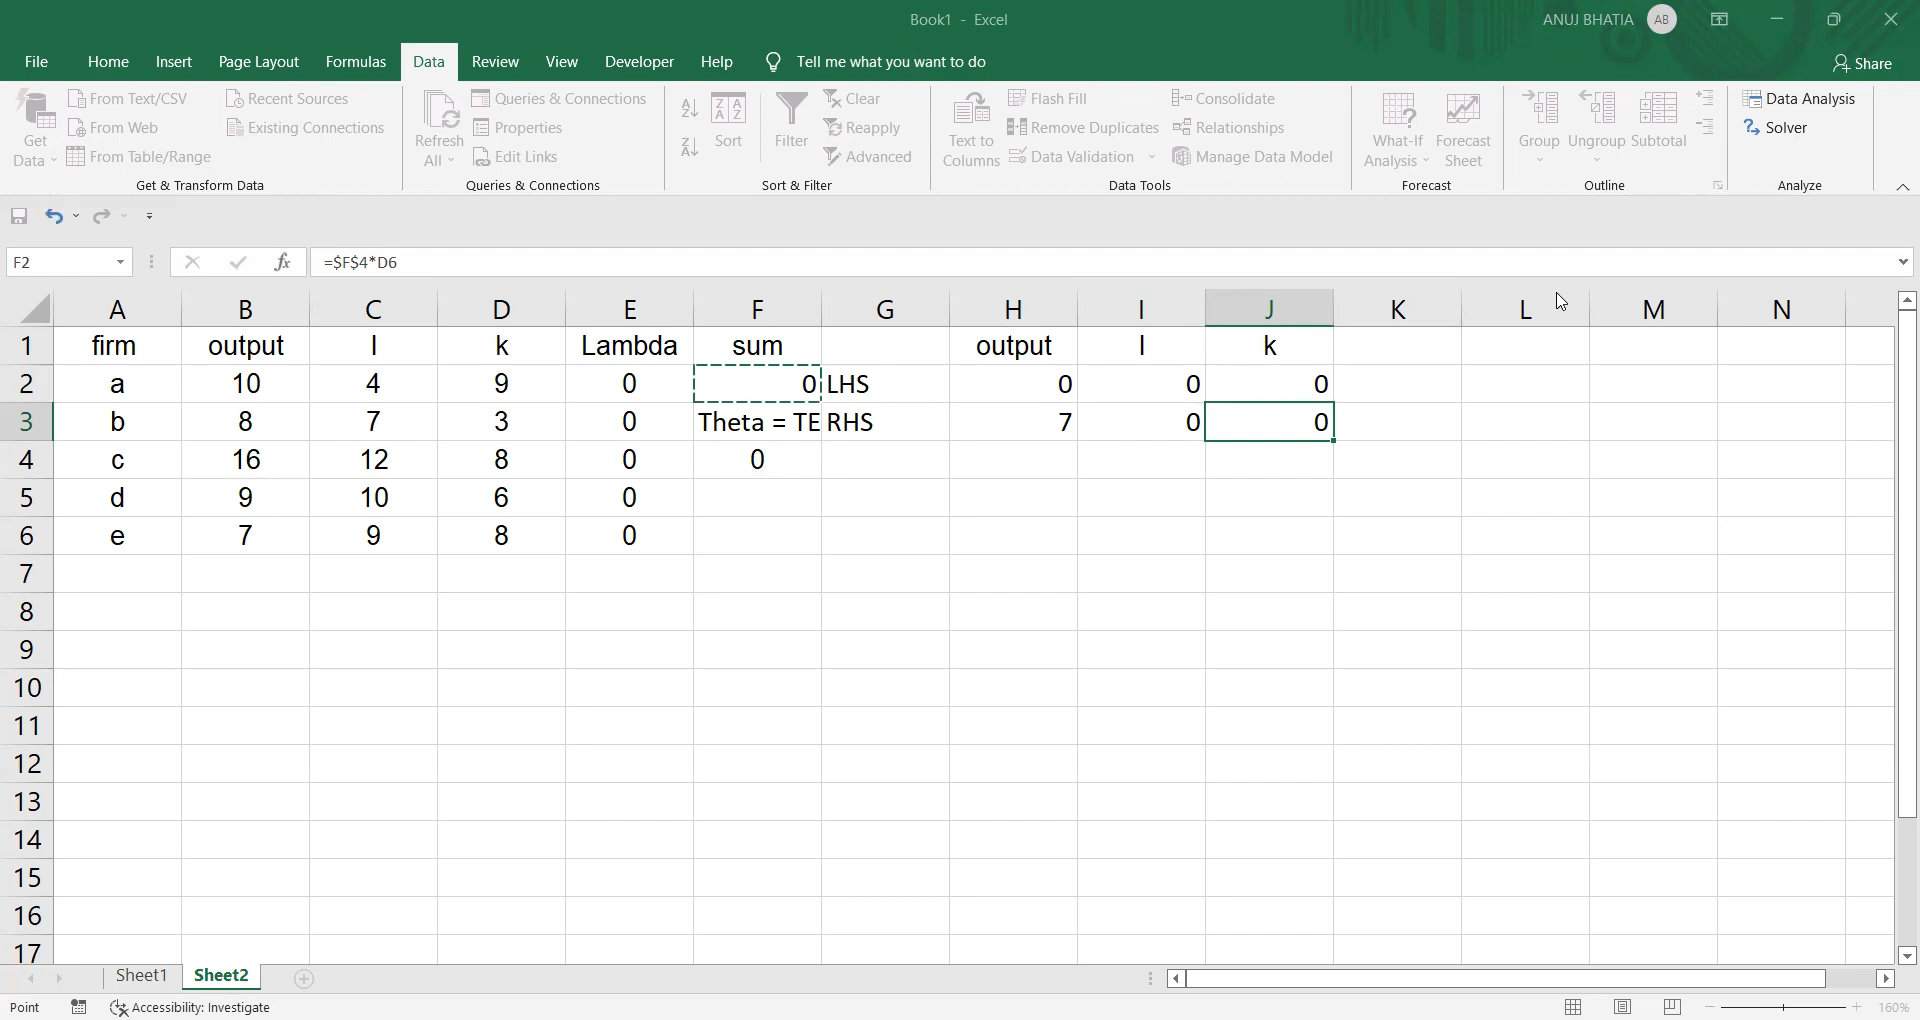 Book1 - Excel
ANUJ BHATIA AB
File Home Insert Page Layout Formulas Data Review View Developer Help Tell me what you want to do Share
Get Data
From Text/CSV
From Web
From Table/Range
Recent Sources
Existing Connections
Get & Transform Data
Refresh All
Queries & Connections
Properties
Edit Links
Queries & Connections
Sort
Filter
Clear
Reapply
Advanced
Sort & Filter
Text to Columns
Flash Fill
Remove Duplicates
Data Validation
Consolidate
Relationships
Manage Data Model
Data Tools
What-If Analysis
Forecast Sheet
Forecast
Group
Ungroup
Subtotal
Outline
Data Analysis
Solver
Analyze
F2 fx =$F$4*D6
A B C D E F G H I J K L M N
1 firm output l k Lambda sum output l k
2 a 10 4 9 0 0 LHS 0 0 0
3 b 8 7 3 0 Theta = TE RHS 7 0 0
4 c 16 12 8 0 0
5 d 9 10 6 0
6 e 7 9 8 0
7
8
9
10
11
12
13
14
15
16
17
Sheet1 Sheet2
Point Accessibility: Investigate 160%